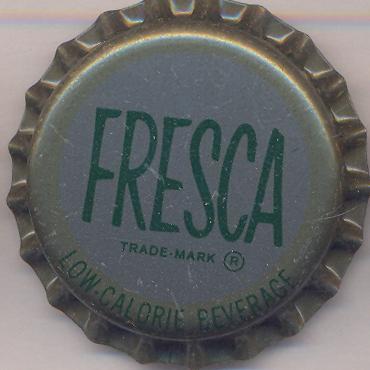 FRESCA
TRADE-MARK ®
LOW-CALORIE BEVERAGE